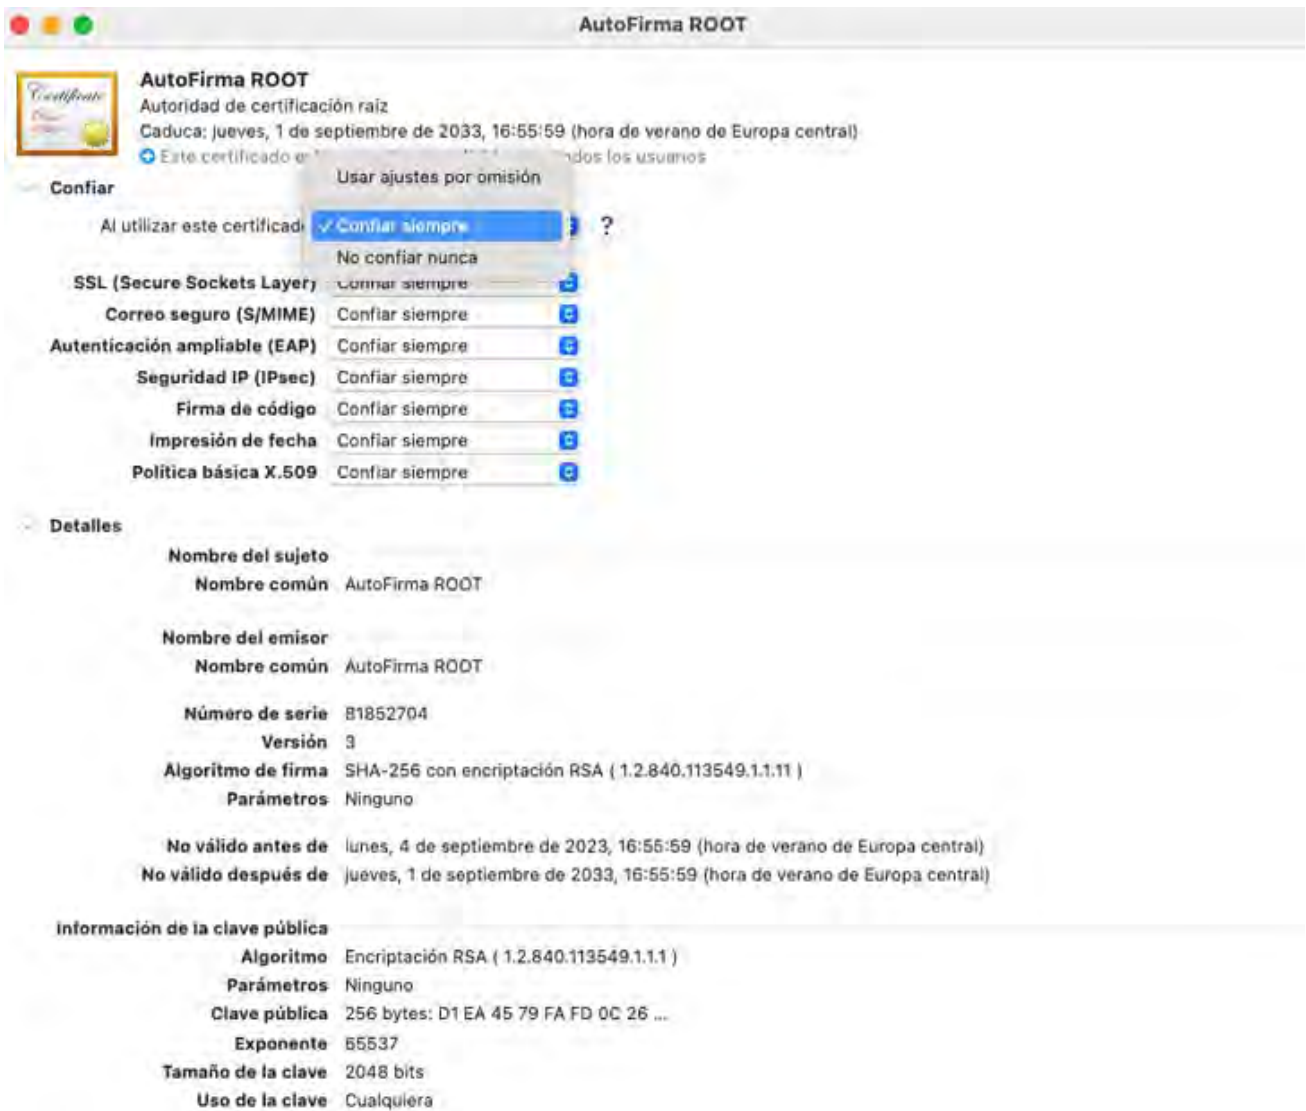 AutoFirma ROOT
AutoFirma ROOT
Autoridad de certificación raíz
Caduca: jueves, 1 de septiembre de 2033, 16:55:59 (hora de verano de Europa central)
Este certificado los usuarios
Usar ajustes por omisión
Confiar
Al utilizar este certificado ✓ Confiar siempre ?
No confiar nunca
SSL (Secure Sockets Layer) Confiar siempre
Correo seguro (S/MIME) Confiar siempre
Autenticación ampliable (EAP) Confiar siempre
Seguridad IP (IPsec) Confiar siempre
Firma de código Confiar siempre
Impresión de fecha Confiar siempre
Política básica X.509 Confiar siempre
Detalles
Nombre del sujeto
Nombre común AutoFirma ROOT
Nombre del emisor
Nombre común AutoFirma ROOT
Número de serie 81852704
Versión 3
Algoritmo de firma SHA-256 con encriptación RSA ( 1.2.840.113549.1.1.11 )
Parámetros Ninguno
No válido antes de lunes, 4 de septiembre de 2023, 16:55:59 (hora de verano de Europa central)
No válido después de jueves, 1 de septiembre de 2033, 16:55:59 (hora de verano de Europa central)
Información de la clave pública
Algoritmo Encriptación RSA ( 1.2.840.113549.1.1.1 )
Parámetros Ninguno
Clave pública 256 bytes: D1 EA 45 79 FA FD 0C 26 ...
Exponente 65537
Tamaño de la clave 2048 bits
Uso de la clave Cualquiera